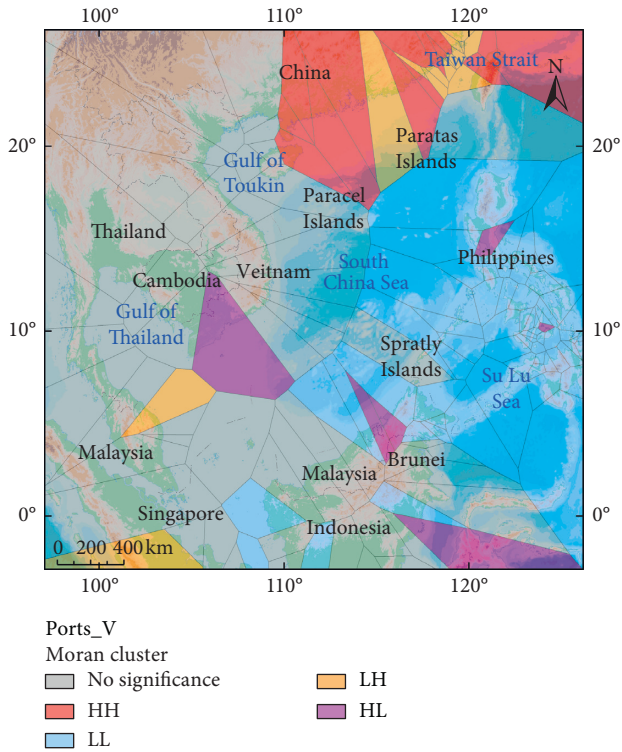 100° 110° 120°
China
Taiwan Strait
N
20° 20°
Paratas
Islands
Gulf of
Toukin
Paracel
Islands
Thailand
Veitnam
South
China Sea
Philippines
Cambodia
Gulf of
Thailand
10° 10°
Spratly
Islands
Su Lu
Sea
Malaysia
Malaysia
Brunei
Singapore
Indonesia
0° 0°
0 200 400 km
100° 110° 120°
Ports_V
Moran cluster
No significance
HH
LL
LH
HL